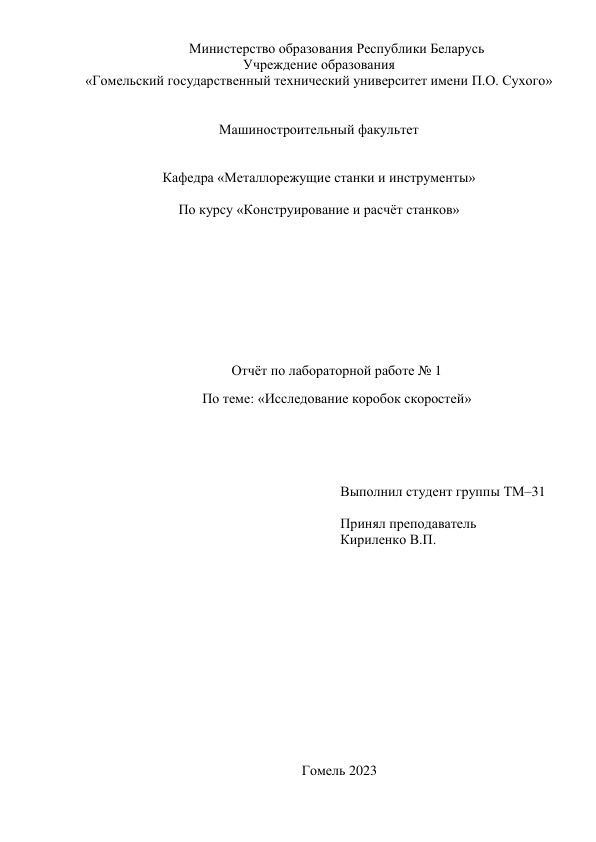 Министерство образования Республики Беларусь
Учреждение образования
«Гомельский государственный технический университет имени П.О. Сухого»
Машиностроительный факультет
Кафедра «Металлорежущие станки и инструменты»
По курсу «Конструирование и расчёт станков»
Отчёт по лабораторной работе № 1
По теме: «Исследование коробок скоростей»
Выполнил студент группы ТМ–31
Принял преподаватель
Кириленко В.П.
Гомель 2023